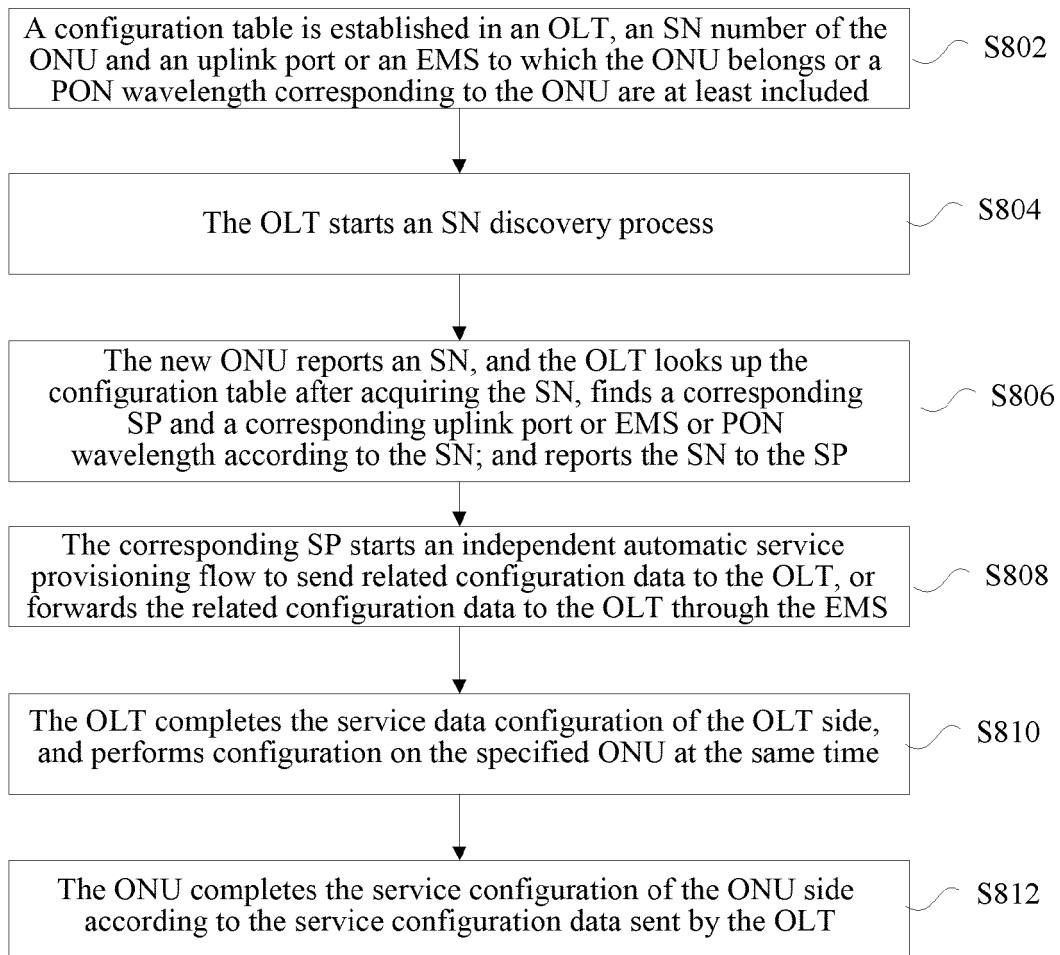 A configuration table is established in an OLT, an SN number of the
ONU and an uplink port or an EMS to which the ONU belongs or a
PON wavelength corresponding to the ONU are at least included
S802
The OLT starts an SN discovery process
S804
The new ONU reports an SN, and the OLT looks up the
configuration table after acquiring the SN, finds a corresponding
SP and a corresponding uplink port or EMS or PON
wavelength according to the SN; and reports the SN to the SP
S806
The corresponding SP starts an independent automatic service
provisioning flow to send related configuration data to the OLT, or
forwards the related configuration data to the OLT through the EMS
S808
The OLT completes the service data configuration of the OLT side,
and performs configuration on the specified ONU at the same time
S810
The ONU completes the service configuration of the ONU side
according to the service configuration data sent by the OLT
S812